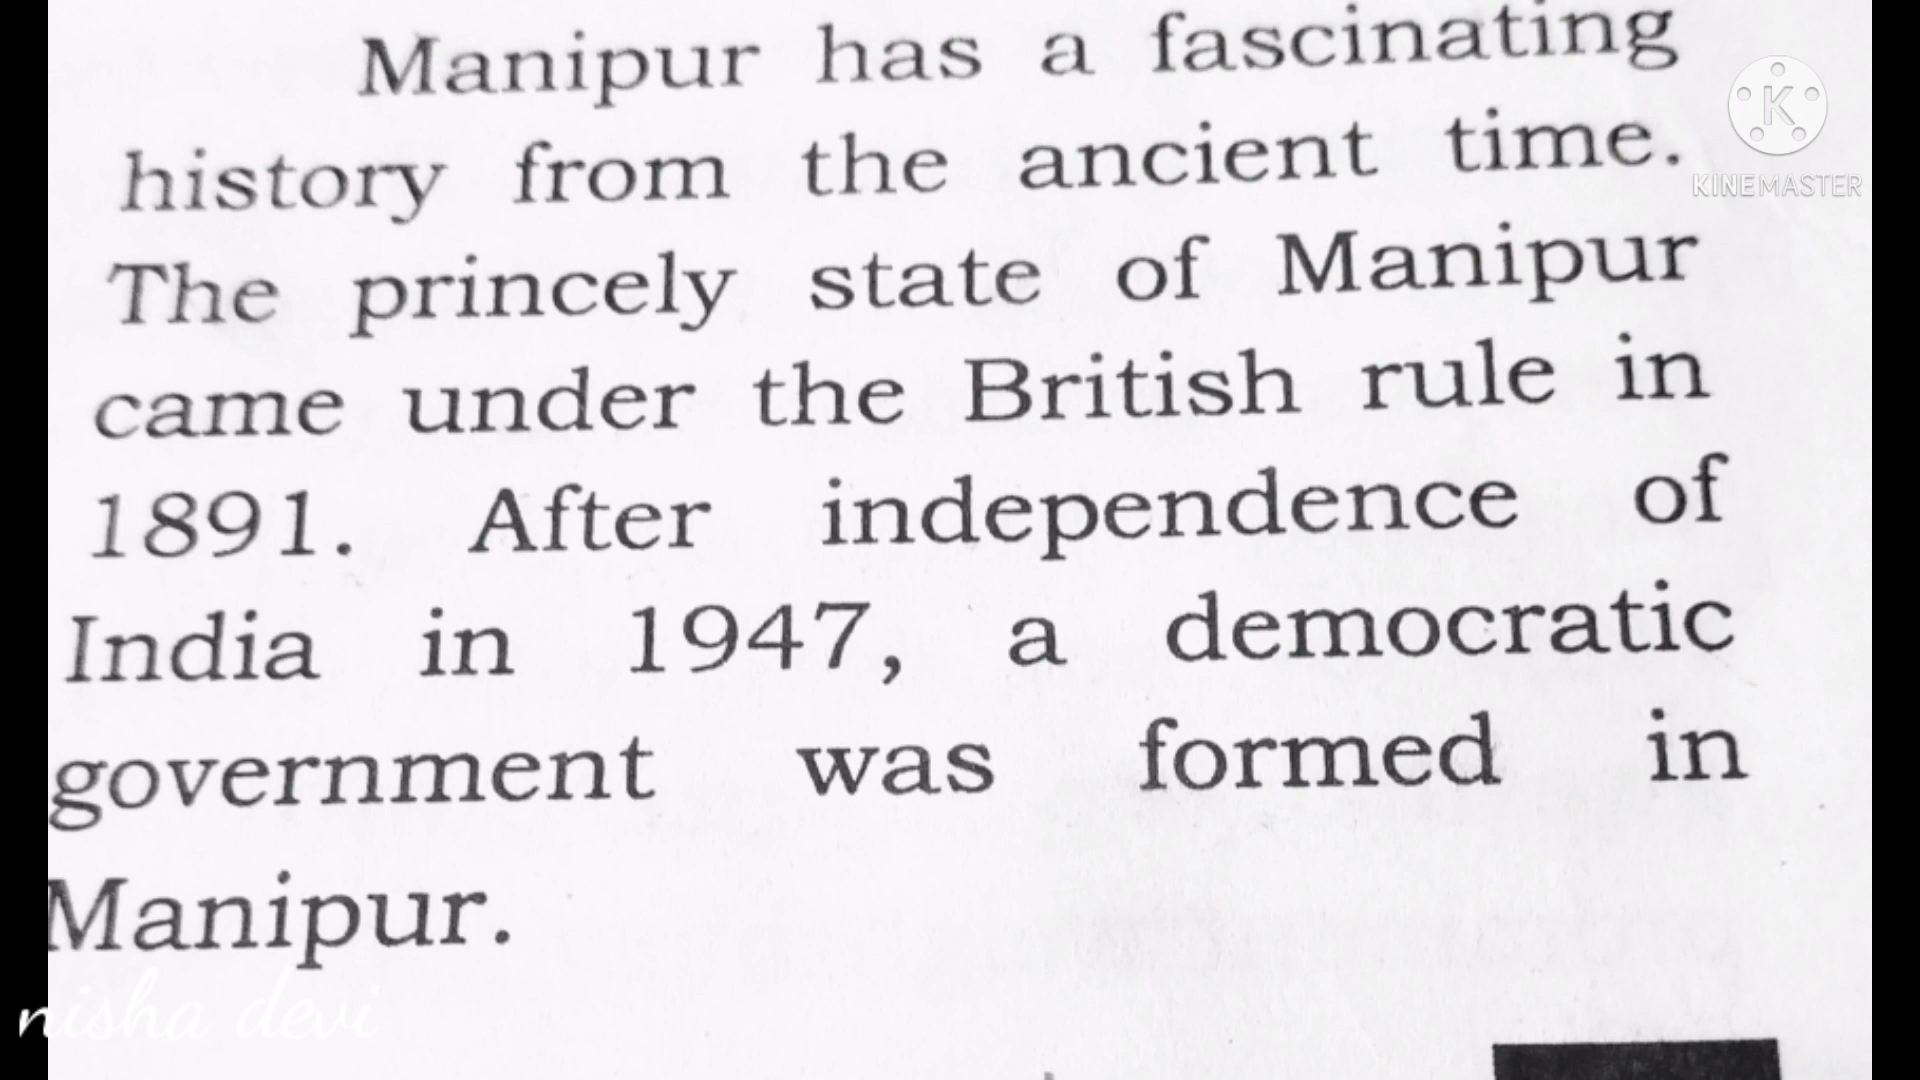 Manipur has a fascinating
history from the ancient time.
The princely state of Manipur
came under the British rule in
1891. After independence of
India in 1947, a democratic
government was formed in
Manipur.
K
KINEMASTER
nisha devi